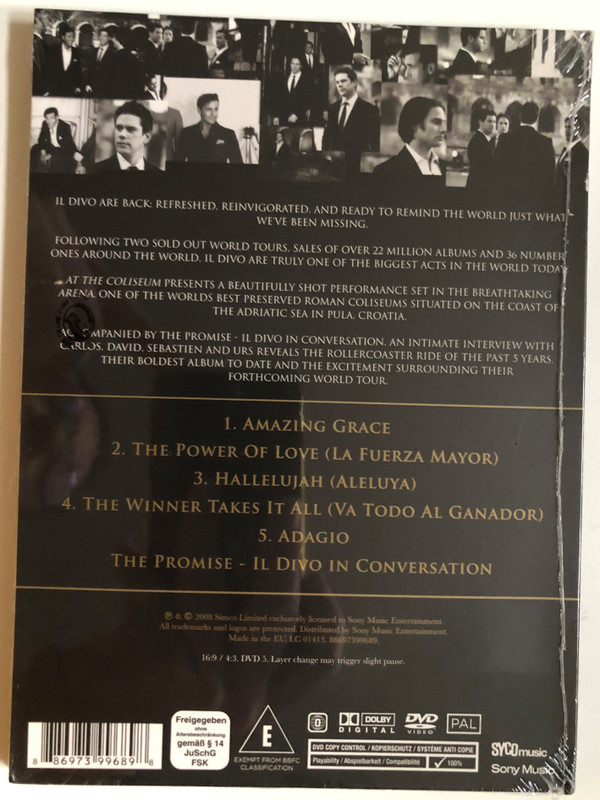 IL DIVO ARE BACK: REFRESHED, REINVIGORATED, AND READY TO REMIND THE WORLD JUST WHAT
WE'VE BEEN MISSING.
FOLLOWING TWO SOLD OUT WORLD TOURS, SALES OF OVER 22 MILLION ALBUMS AND 36 NUMBER
ONES AROUND THE WORLD, IL DIVO ARE TRULY ONE OF THE BIGGEST ACTS IN THE WORLD TODAY
AT THE COLISEUM PRESENTS A BEAUTIFULLY SHOT PERFORMANCE SET IN THE BREATHTAKING
ARENA, ONE OF THE WORLDS BEST PRESERVED ROMAN COLISEUMS SITUATED ON THE COAST OF
THE ADRIATIC SEA IN PULA, CROATIA.
ACCOMPANIED BY THE PROMISE - IL DIVO IN CONVERSATION, AN INTIMATE INTERVIEW WITH
CARLOS, DAVID, SEBASTIEN AND URS REVEALS THE ROLLERCOASTER RIDE OF THE PAST 5 YEARS,
THEIR BOLDEST ALBUM TO DATE AND THE EXCITEMENT SURROUNDING THEIR
FORTHCOMING WORLD TOUR.
1. AMAZING GRACE
2. THE POWER OF LOVE (LA FUERZA MAYOR)
3. HALLELUJAH (ALELUYA)
4. THE WINNER TAKES IT ALL (VA TODO AL GANADOR)
5. ADAGIO
THE PROMISE - IL DIVO IN CONVERSATION
℗ & © 2008 Simco Limited exclusively licensed to Sony Music Entertainment.
All trademarks and logos are protected. Distributed by Sony Music Entertainment.
Made in the EU. LC 01413. 88697399689.
16:9 / 4:3. DVD 5. Layer change may trigger slight pause.
8 86973 99689 8
Freigegeben
ohne
Altersbeschränkung
gemäß § 14
JuSchG
FSK
E
EXEMPT FROM BBFC
CLASSIFICATION
0
DOLBY
DIGITAL
DVD
VIDEO
PAL
DVD COPY CONTROL / KOPIERSCHUTZ / SYSTÈME ANTI COPIE
Playability / Abspielbarkeit / Compatibilité
100%
SYCOmusic
Sony Music